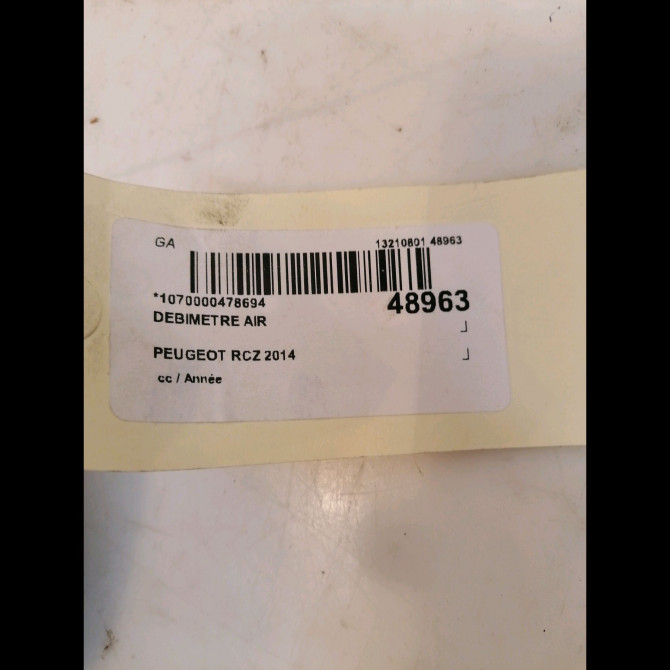 GA 13210801 48963
*1070000478694 48963
DEBIMETRE AIR
PEUGEOT RCZ 2014
cc / Année